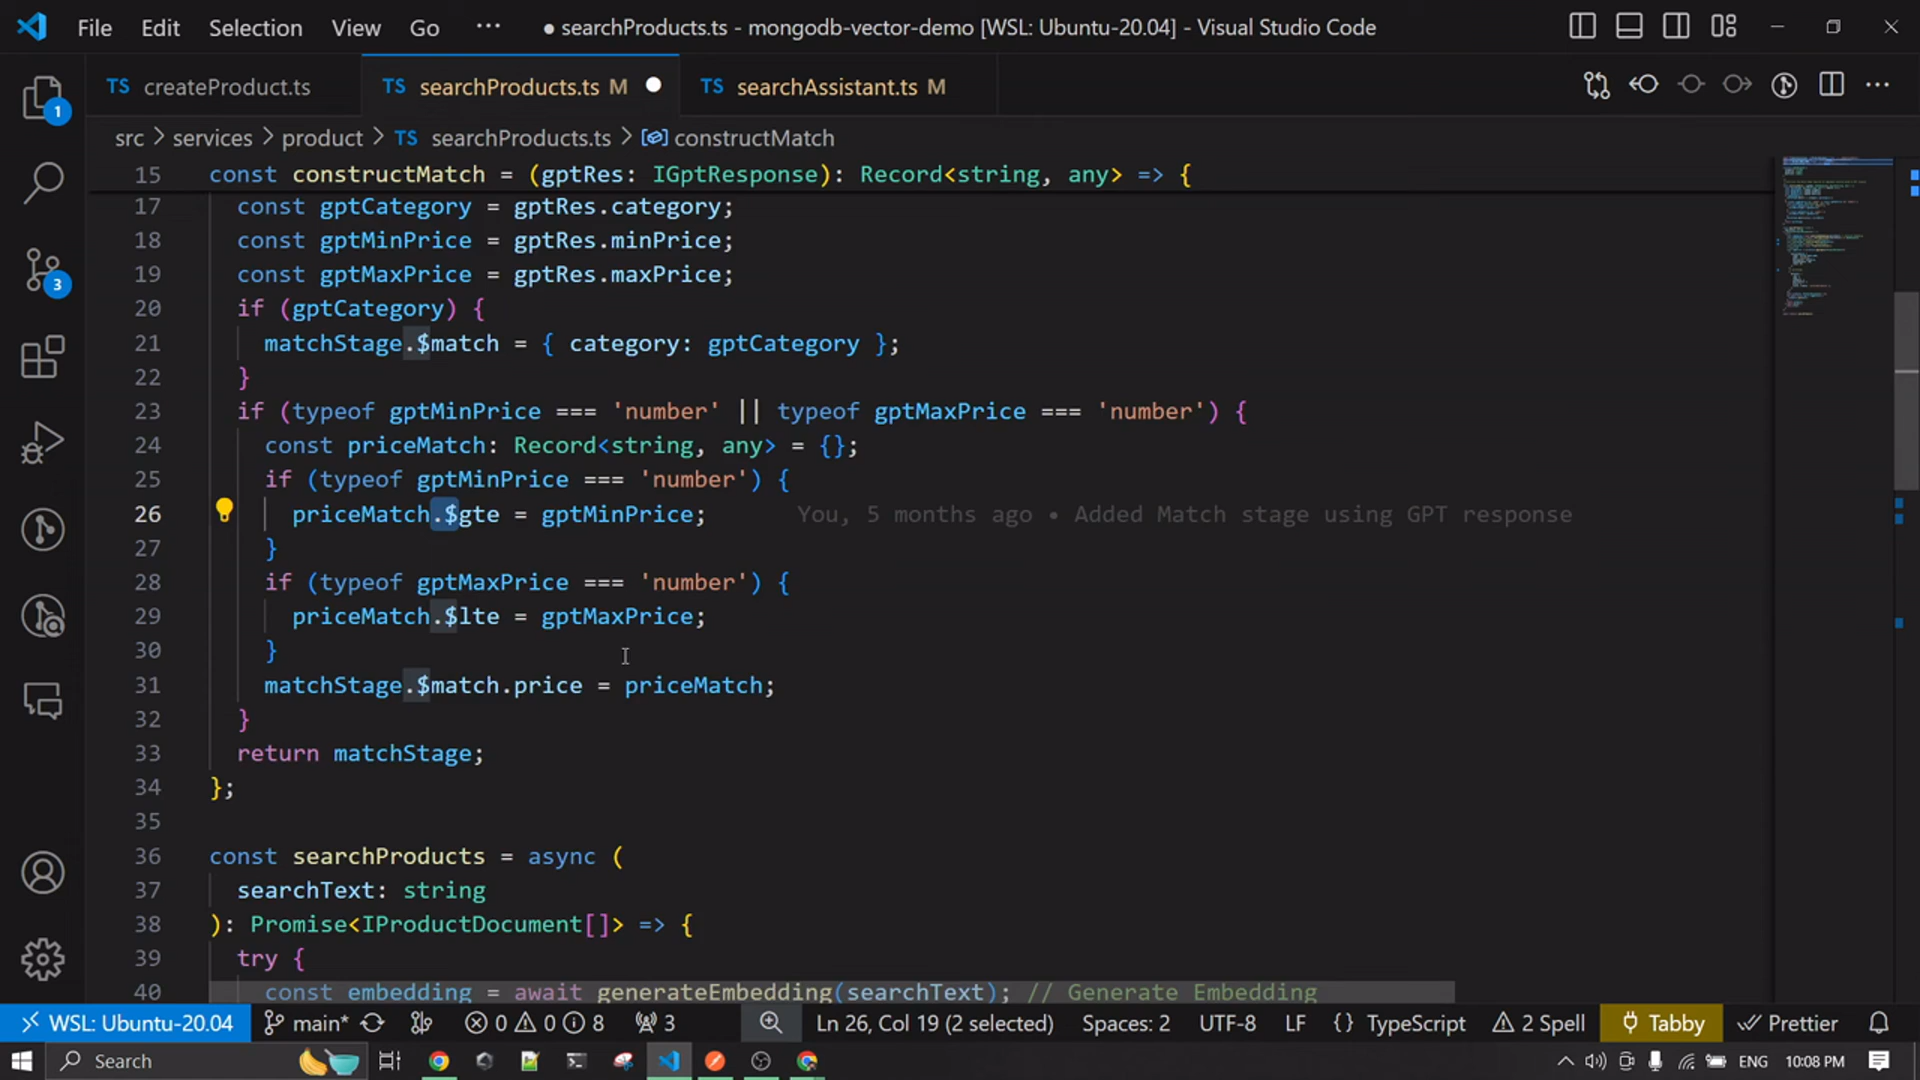 File Edit Selection View Go ··· ● searchProducts.ts - mongodb-vector-demo [WSL: Ubuntu-20.04] - Visual Studio Code
TS createProduct.ts TS searchProducts.ts M ● TS searchAssistant.ts M
src > services > product > TS searchProducts.ts > constructMatch
15 const constructMatch = (gptRes: IGptResponse): Record<string, any> => {
17 const gptCategory = gptRes.category;
18 const gptMinPrice = gptRes.minPrice;
19 const gptMaxPrice = gptRes.maxPrice;
20 if (gptCategory) {
21 matchStage.$match = { category: gptCategory };
22 }
23 if (typeof gptMinPrice === 'number' || typeof gptMaxPrice === 'number') {
24 const priceMatch: Record<string, any> = {};
25 if (typeof gptMinPrice === 'number') {
26 priceMatch.$gte = gptMinPrice; You, 5 months ago • Added Match stage using GPT response
27 }
28 if (typeof gptMaxPrice === 'number') {
29 priceMatch.$lte = gptMaxPrice;
30 }
31 matchStage.$match.price = priceMatch;
32 }
33 return matchStage;
34 };
35
36 const searchProducts = async (
37 searchText: string
38 ): Promise<IProductDocument[]> => {
39 try {
40 const embedding = await generateEmbedding(searchText); // Generate Embedding
1
3
WSL: Ubuntu-20.04 main* 0 0 8 3 Ln 26, Col 19 (2 selected) Spaces: 2 UTF-8 LF {} TypeScript 2 Spell Tabby Prettier
Search ENG 10:08 PM